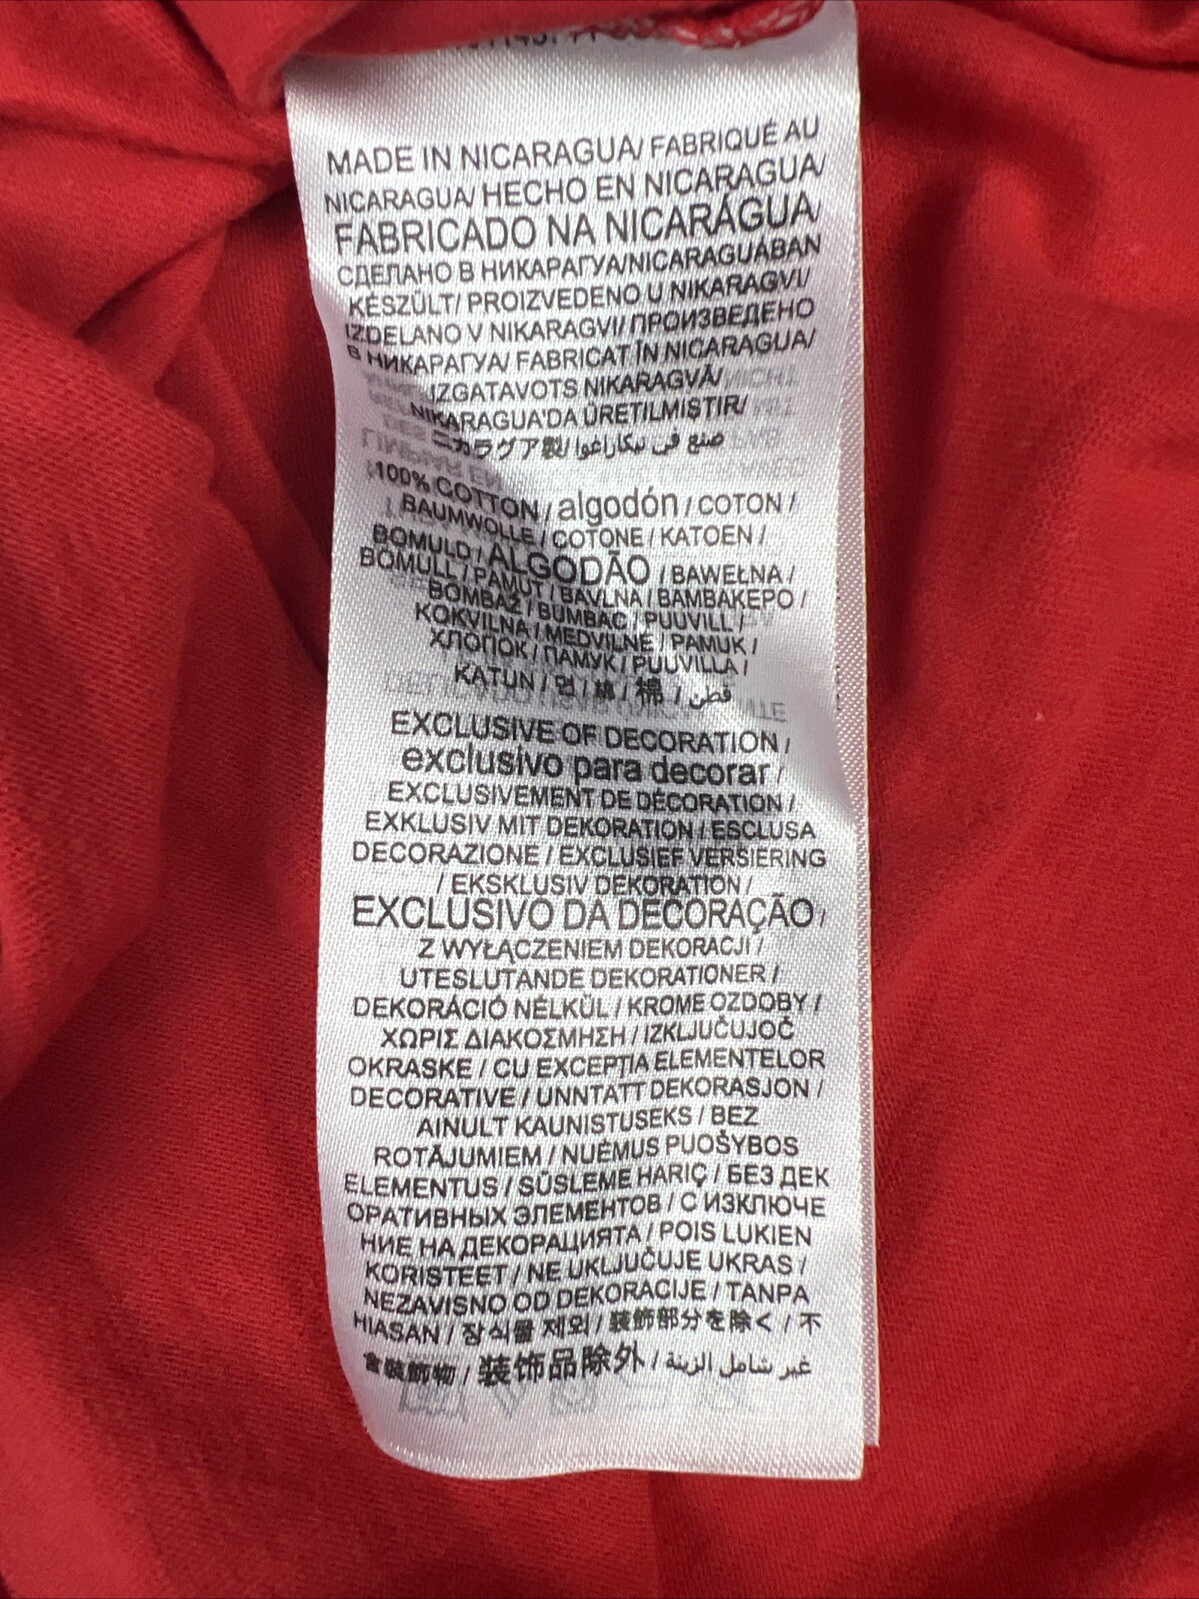 MADE IN NICARAGUA/ FABRIQUÉ AU
NICARAGUA/ HECHO EN NICARAGUA/
FABRICADO NA NICARÁGUA/
СДЕЛАНО В НИКАРАГУА/NICARAGUÁBAN
KÉSZÜLT/ PROIZVEDENO U NIKARAGVI/
IZDELANO V NIKARAGVI/ ПРОИЗВЕДЕНО
В НИКАРАГУА/ FABRICAT ÎN NICARAGUA/
IZGATAVOTS NIKARAGVĀ/
NIKARAGUA'DA ÜRETILMIŞTIR/
ニカラグア製/ صنع في نيكاراغوا
100% COTTON / algodón / COTON /
BAUMWOLLE / COTONE / KATOEN /
BOMULD / ALGODÃO / BAWEŁNA /
BOMULL / PAMUT / BAVLNA / ΒΑΜΒΑΚΕΡΟ /
BOMBAŽ / BUMBAC / PUUVILL /
KOKVILNA / MEDVILNĖ / PAMUK /
ХЛОПОК / ПАМУК / PUUVILLA /
KATUN / 면 / 綿 / 棉 / قطن
EXCLUSIVE OF DECORATION /
exclusivo para decorar /
EXCLUSIVEMENT DE DÉCORATION /
EXKLUSIV MIT DEKORATION / ESCLUSA
DECORAZIONE / EXCLUSIEF VERSIERING
/ EKSKLUSIV DEKORATION /
EXCLUSIVO DA DECORAÇÃO /
Z WYŁĄCZENIEM DEKORACJI /
UTESLUTANDE DEKORATIONER /
DEKORÁCIÓ NÉLKÜL / KROMĚ OZDOBY /
ΧΩΡΙΣ ΔΙΑΚΟΣΜΗΣΗ / IZKLJUČUJOČ
OKRASKE / CU EXCEPŢIA ELEMENTELOR
DECORATIVE / UNNTATT DEKORASJON /
AINULT KAUNISTUSEKS / BEZ
ROTĀJUMIEM / NUĖMUS PUOŠYBOS
ELEMENTUS / SÜSLEME HARIÇ / БЕЗ ДЕК
ОРАТИВНЫХ ЭЛЕМЕНТОВ / С ИЗКЛЮЧЕ
НИЕ НА ДЕКОРАЦИЯТА / POIS LUKIEN
KORISTEET / NE UKLJUČUJE UKRAS /
NEZAVISNO OD DEKORACIJE / TANPA
HIASAN / 장식물 제외 / 装飾部分を除く / 不
含裝飾物 / 装饰品除外 / غير شامل الزينة